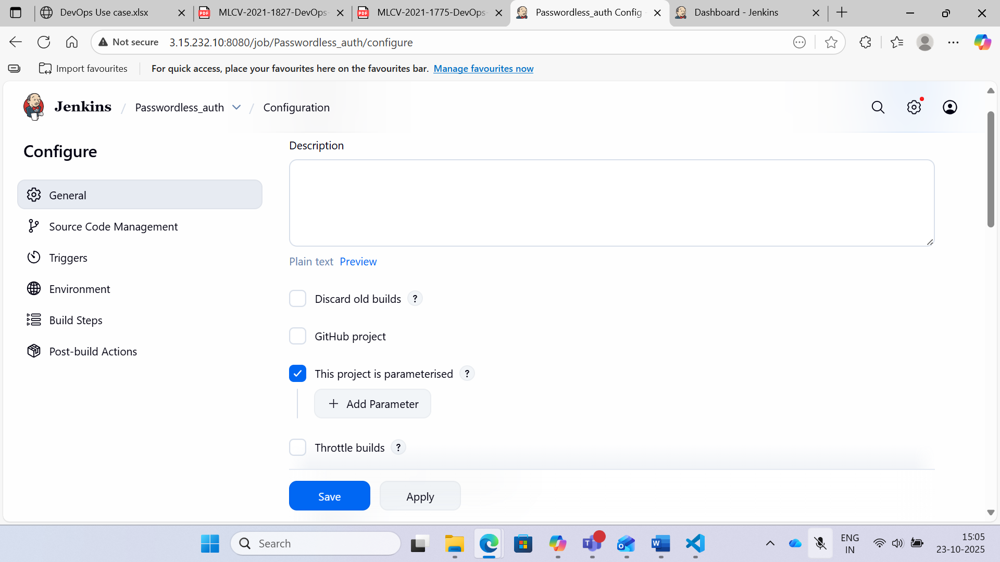 DevOps Use case.xlsx
MLCV-2021-1827-DevOps-
MLCV-2021-1775-DevOps-
Passwordless_auth Config -
Dashboard - Jenkins
Not secure
3.15.232.10:8080/job/Passwordless_auth/configure
Import favourites
For quick access, place your favourites here on the favourites bar. Manage favourites now
Jenkins / Passwordless_auth / Configuration
Configure
General
Source Code Management
Triggers
Environment
Build Steps
Post-build Actions
Description
Plain text Preview
Discard old builds ?
GitHub project
This project is parameterised ?
+ Add Parameter
Throttle builds ?
Save
Apply
Search
ENG
IN
15:05
23-10-2025